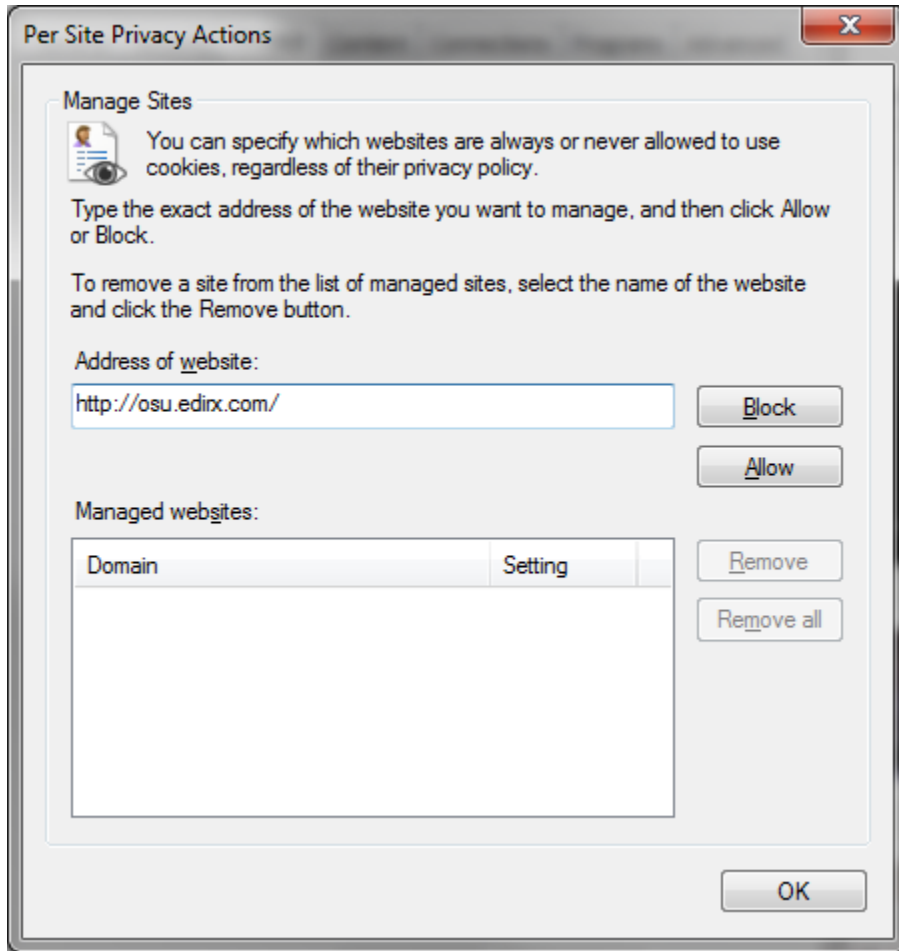 Per Site Privacy Actions
Manage Sites
You can specify which websites are always or never allowed to use
cookies, regardless of their privacy policy.
Type the exact address of the website you want to manage, and then click Allow
or Block.
To remove a site from the list of managed sites, select the name of the website
and click the Remove button.
Address of website:
http://osu.edirx.com/
Block
Allow
Managed websites:
Domain Setting
Remove
Remove all
OK